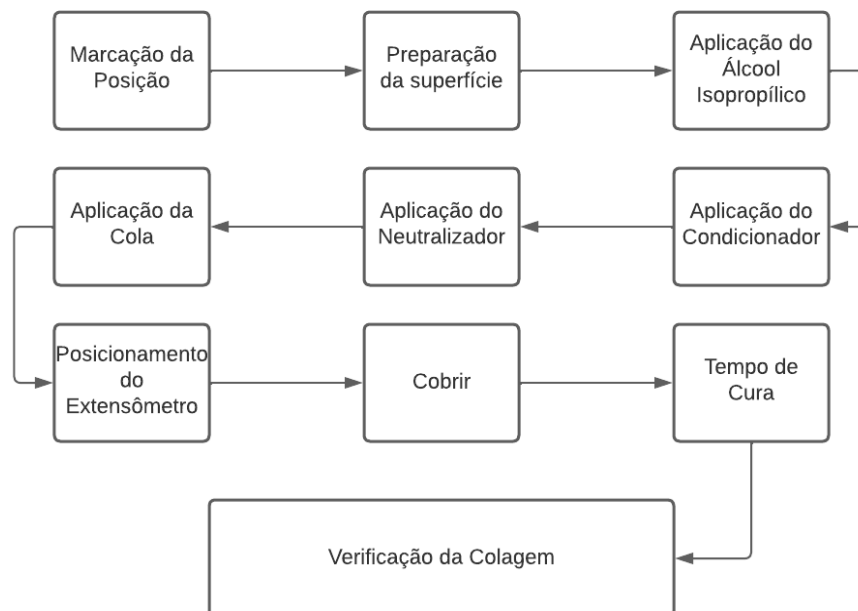 Marcação da
Posição
Preparação
da superfície
Aplicação do
Álcool
Isopropílico
Aplicação da
Cola
Aplicação do
Neutralizador
Aplicação do
Condicionador
Posicionamento
do
Extensômetro
Cobrir
Tempo de
Cura
Verificação da Colagem